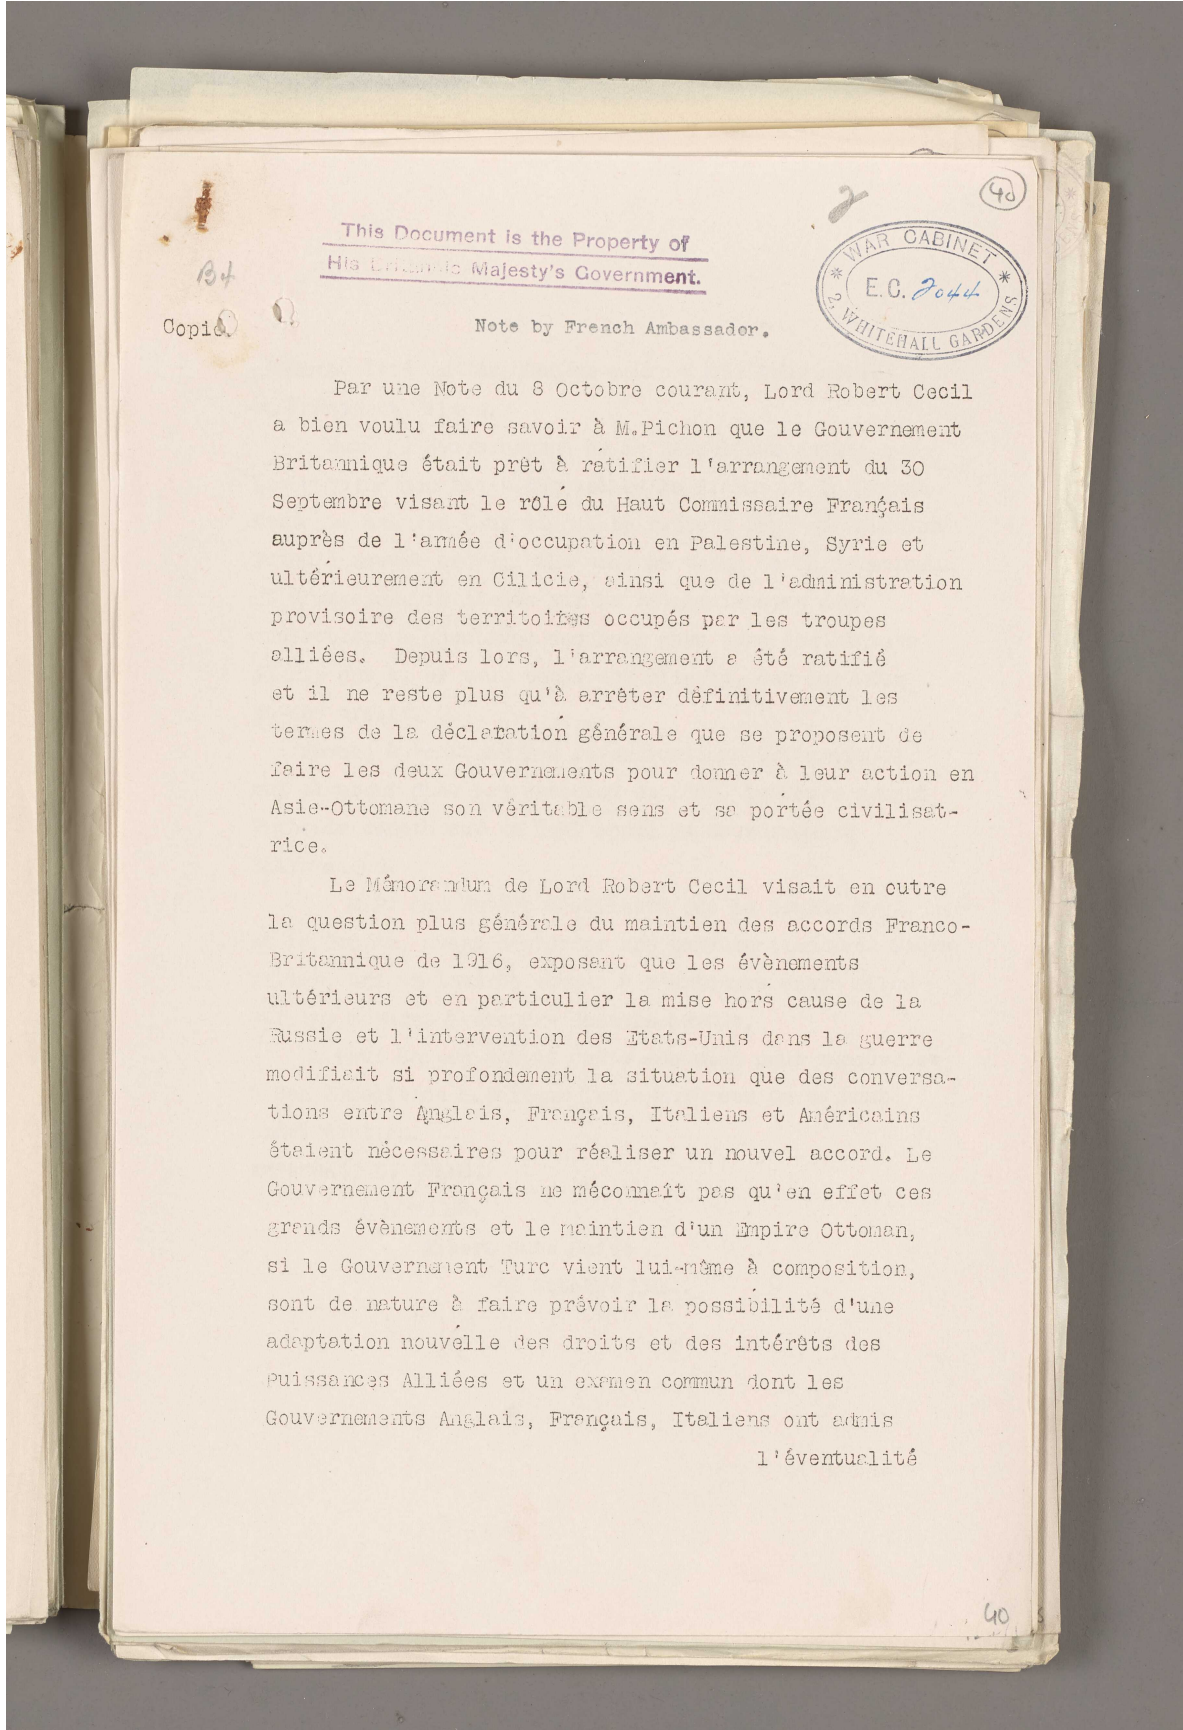 2
40
This Document is the Property of
His Britannic Majesty's Government.
WAR CABINET
E.C. 2044
2, WHITEHALL GARDENS
B4
Copie.
Note by French Ambassador.
Par une Note du 8 Octobre courant, Lord Robert Cecil
a bien voulu faire savoir à M.Pichon que le Gouvernement
Britannique était prêt à ratifier l'arrangement du 30
Septembre visant le rôle du Haut Commissaire Français
auprès de l'armée d'occupation en Palestine, Syrie et
ultérieurement en Cilicie, ainsi que de l'administration
provisoire des territoires occupés par les troupes
alliées. Depuis lors, l'arrangement a été ratifié
et il ne reste plus qu'à arrêter définitivement les
termes de la déclaration générale que se proposent de
faire les deux Gouvernements pour donner à leur action en
Asie-Ottomane son véritable sens et sa portée civilisat-
rice.
Le Mémorandum de Lord Robert Cecil visait en outre
la question plus générale du maintien des accords Franco-
Britannique de 1916, exposant que les évènements
ultérieurs et en particulier la mise hors cause de la
Russie et l'intervention des Etats-Unis dans la guerre
modifiait si profondement la situation que des conversa-
tions entre Anglais, Français, Italiens et Américains
étaient nécessaires pour réaliser un nouvel accord. Le
Gouvernement Français ne méconnaît pas qu'en effet ces
grands évènements et le maintien d'un Empire Ottoman,
si le Gouvernement Turc vient lui-même à composition,
sont de nature à faire prévoir la possibilité d'une
adaptation nouvelle des droits et des intérêts des
Puissances Alliées et un examen commun dont les
Gouvernements Anglais, Français, Italiens ont admis
l'éventualité
40